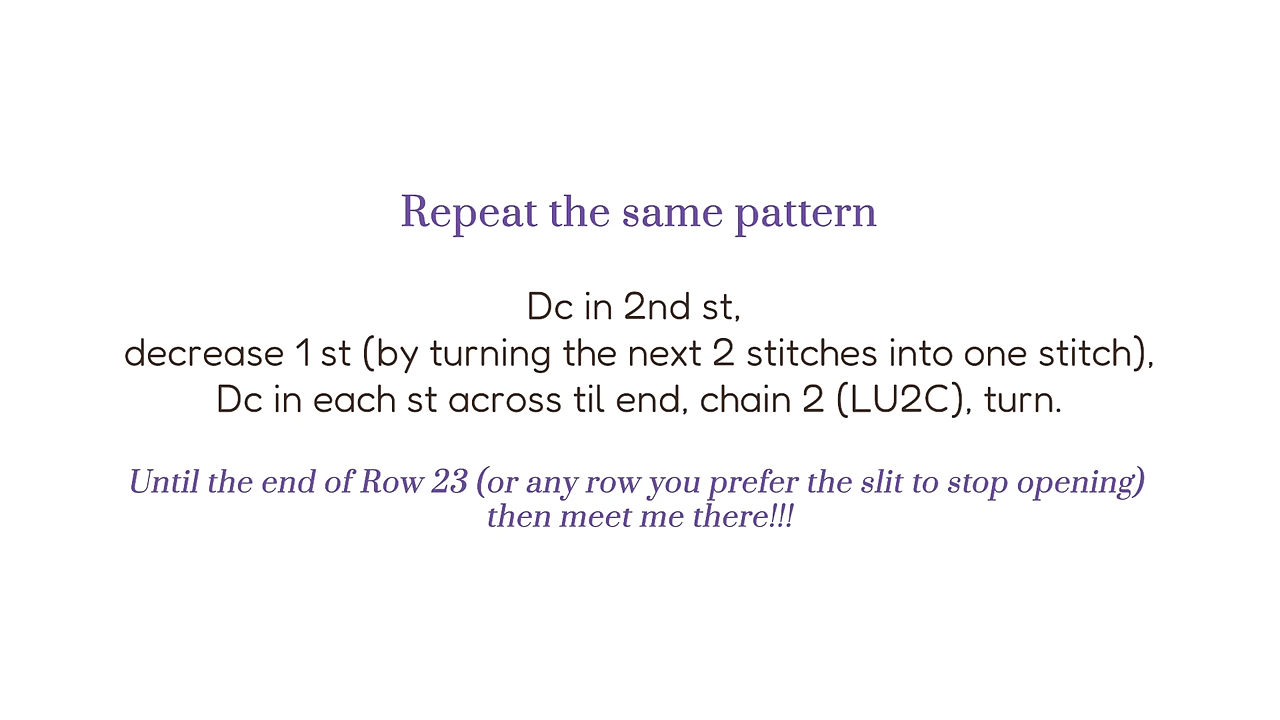 Repeat the same pattern
Dc in 2nd st,
decrease 1 st (by turning the next 2 stitches into one stitch),
Dc in each st across til end, chain 2 (LU2C), turn.
Until the end of Row 23 (or any row you prefer the slit to stop opening)
then meet me there!!!